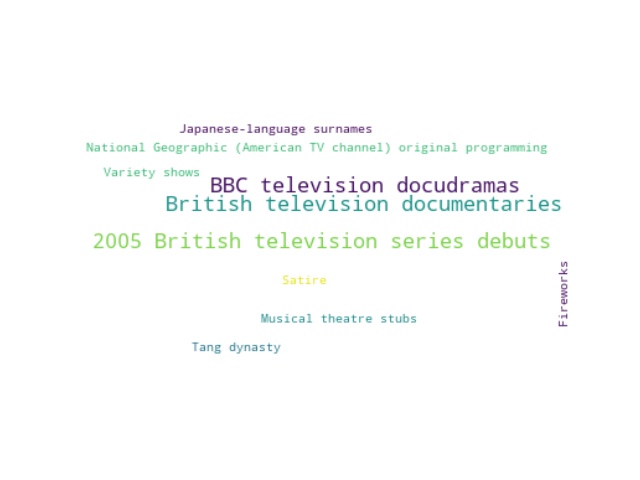 Japanese-language surnames
National Geographic (American TV channel) original programming
Variety shows
BBC television docudramas
British television documentaries
2005 British television series debuts
Satire
Fireworks
Musical theatre stubs
Tang dynasty